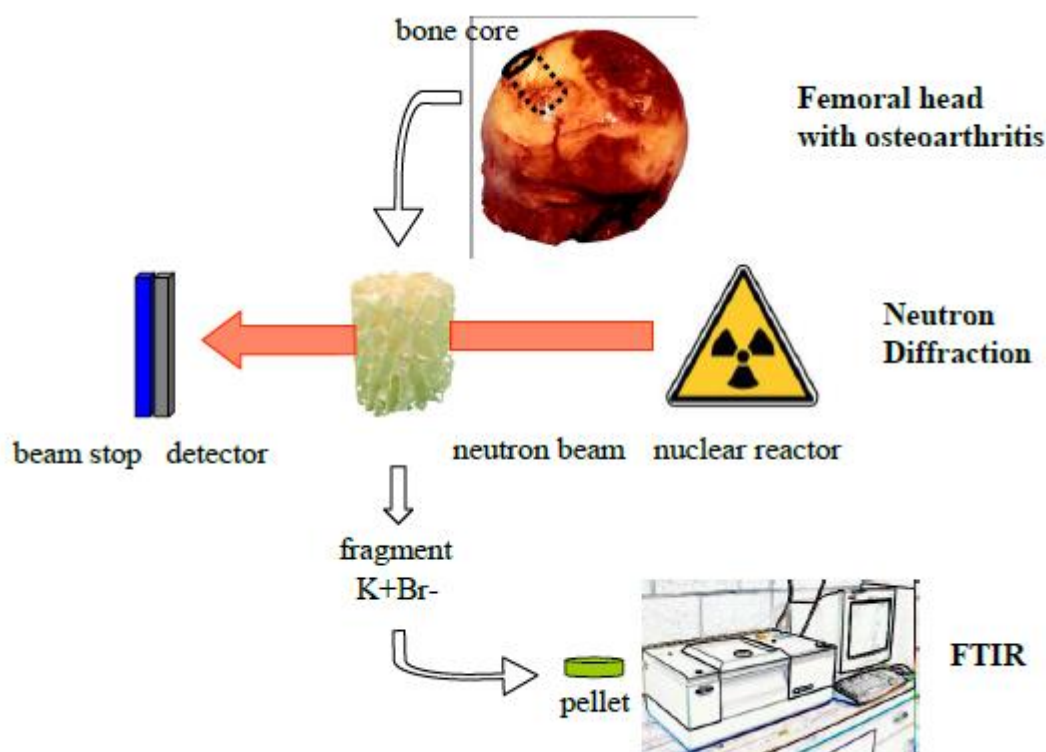 bone core
Femoral head
with osteoarthritis
Neutron
Diffraction
beam stop detector neutron beam nuclear reactor
fragment
K+Br-
pellet
FTIR